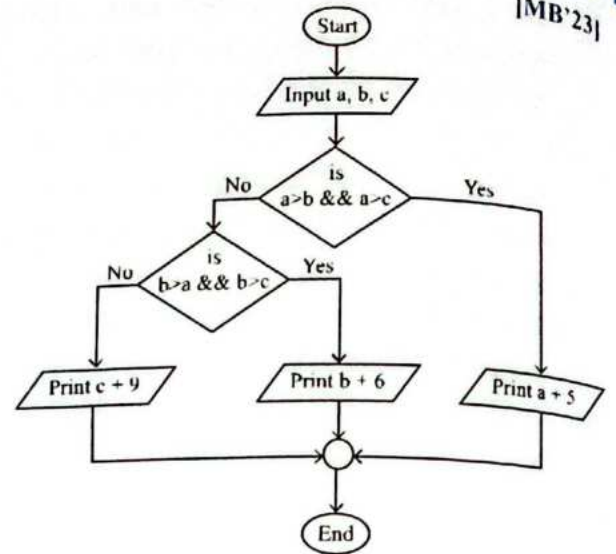 [MB'23]
Start
Input a, b, c
is
a>b && a>c
No
Yes
is
b>a && b>c
No
Yes
Print c + 9
Print b + 6
Print a + 5
End